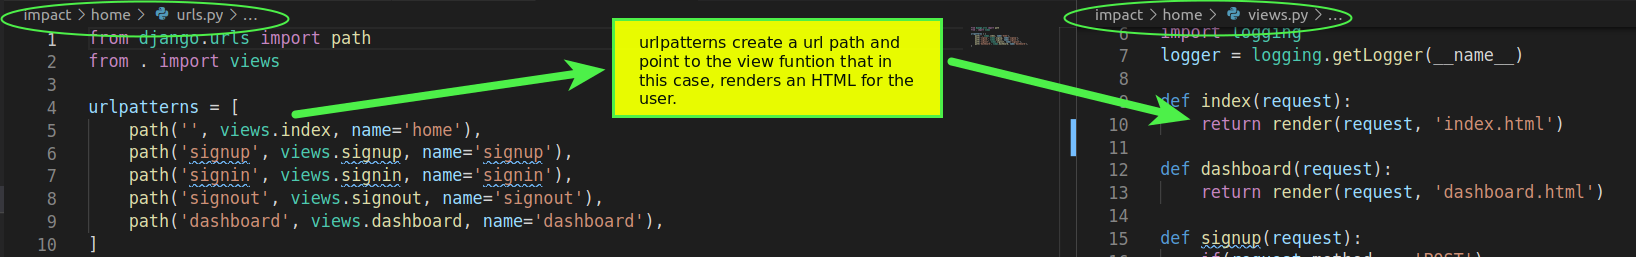 impact > home > urls.py > ...
1 from django.urls import path
2 from . import views
3
4 urlpatterns = [
5 path('', views.index, name='home'),
6 path('signup', views.signup, name='signup'),
7 path('signin', views.signin, name='signin'),
8 path('signout', views.signout, name='signout'),
9 path('dashboard', views.dashboard, name='dashboard'),
10 ]
urlpatterns create a url path and
point to the view funtion that in
this case, renders an HTML for the
user.
impact > home > views.py > ...
6 import logging
7 logger = logging.getLogger(__name__)
8
9 def index(request):
10 return render(request, 'index.html')
11
12 def dashboard(request):
13 return render(request, 'dashboard.html')
14
15 def signup(request):
16 if(request.method 'POST')